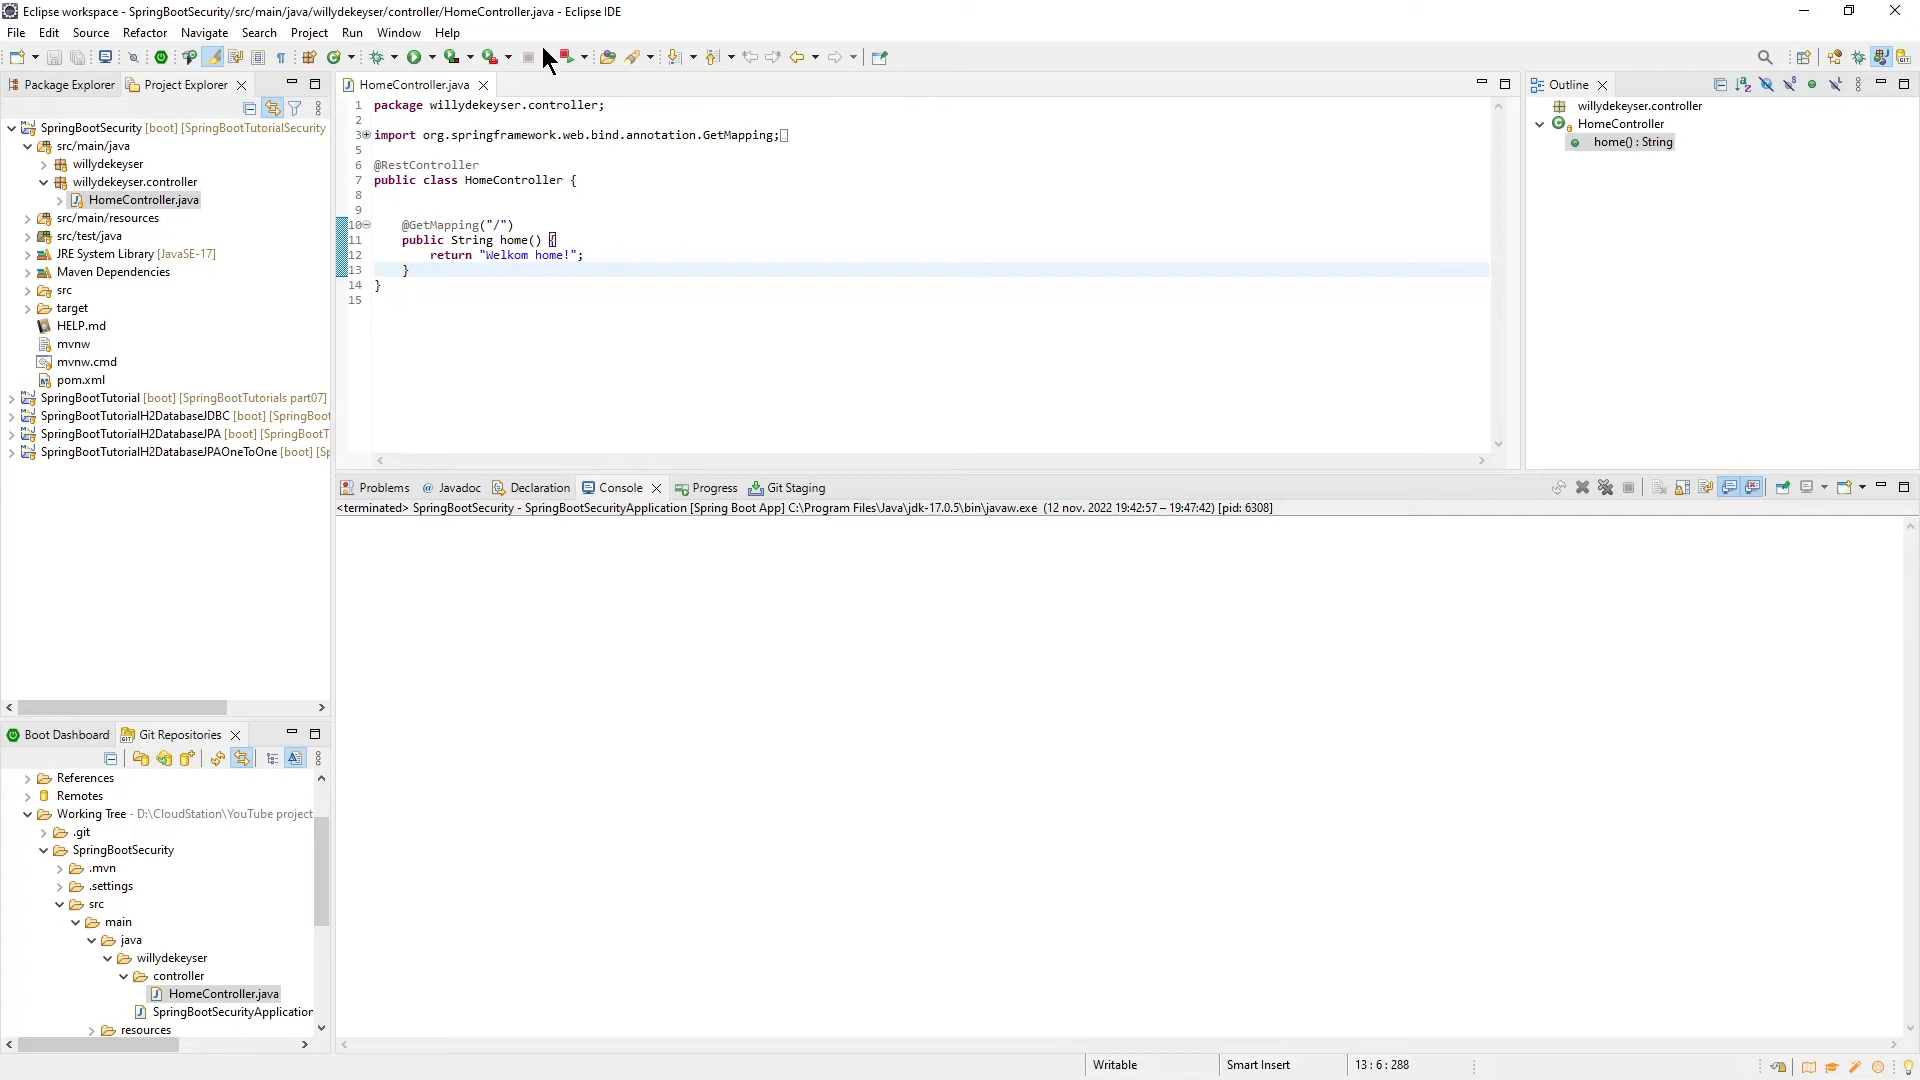 Eclipse workspace - SpringBootSecurity/src/main/java/willydekeyser/controller/HomeController.java - Eclipse IDE
File Edit Source Refactor Navigate Search Project Run Window Help
Package Explorer Project Explorer
SpringBootSecurity [boot] [SpringBootTutorialSecurity
src/main/java
willydekeyser
willydekeyser.controller
HomeController.java
src/main/resources
src/test/java
JRE System Library [JavaSE-17]
Maven Dependencies
src
target
HELP.md
mvnw
mvnw.cmd
pom.xml
SpringBootTutorial [boot] [SpringBootTutorials part07]
SpringBootTutorialH2DatabaseJDBC [boot] [SpringBoot
SpringBootTutorialH2DatabaseJPA [boot] [SpringBootT
SpringBootTutorialH2DatabaseJPAOneToOne [boot] [Sp
HomeController.java
1 package willydekeyser.controller;
2
3 import org.springframework.web.bind.annotation.GetMapping;
5
6 @RestController
7 public class HomeController {
8
9
10 @GetMapping("/")
11 public String home() {
12 return "Welkom home!";
13 }
14 }
15
Outline
willydekeyser.controller
HomeController
home() : String
Problems Javadoc Declaration Console Progress Git Staging
<terminated> SpringBootSecurity - SpringBootSecurityApplication [Spring Boot App] C:\Program Files\Java\jdk-17.0.5\bin\javaw.exe (12 nov. 2022 19:42:57 – 19:47:42) [pid: 6308]
Boot Dashboard Git Repositories
References
Remotes
Working Tree - D:\CloudStation\YouTube project
.git
SpringBootSecurity
.mvn
.settings
src
main
java
willydekeyser
controller
HomeController.java
SpringBootSecurityApplication
resources
Writable Smart Insert 13 : 6 : 288